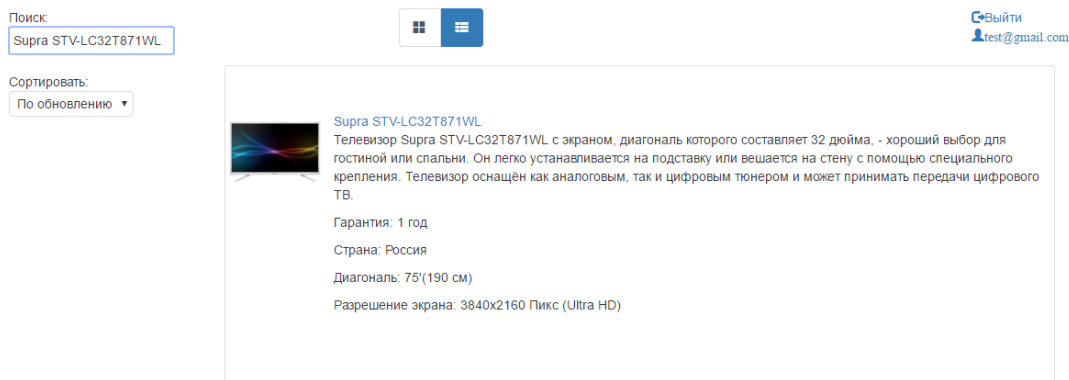 Поиск:
Supra STV-LC32T871WL
Выйти
test@gmail.com
Сортировать:
По обновлению
Supra STV-LC32T871WL
Телевизор Supra STV-LC32T871WL с экраном, диагональ которого составляет 32 дюйма, - хороший выбор для
гостиной или спальни. Он легко устанавливается на подставку или вешается на стену с помощью специального
крепления. Телевизор оснащён как аналоговым, так и цифровым тюнером и может принимать передачи цифрового
ТВ.
Гарантия: 1 год
Страна: Россия
Диагональ: 75'(190 см)
Разрешение экрана: 3840x2160 Пикс (Ultra HD)